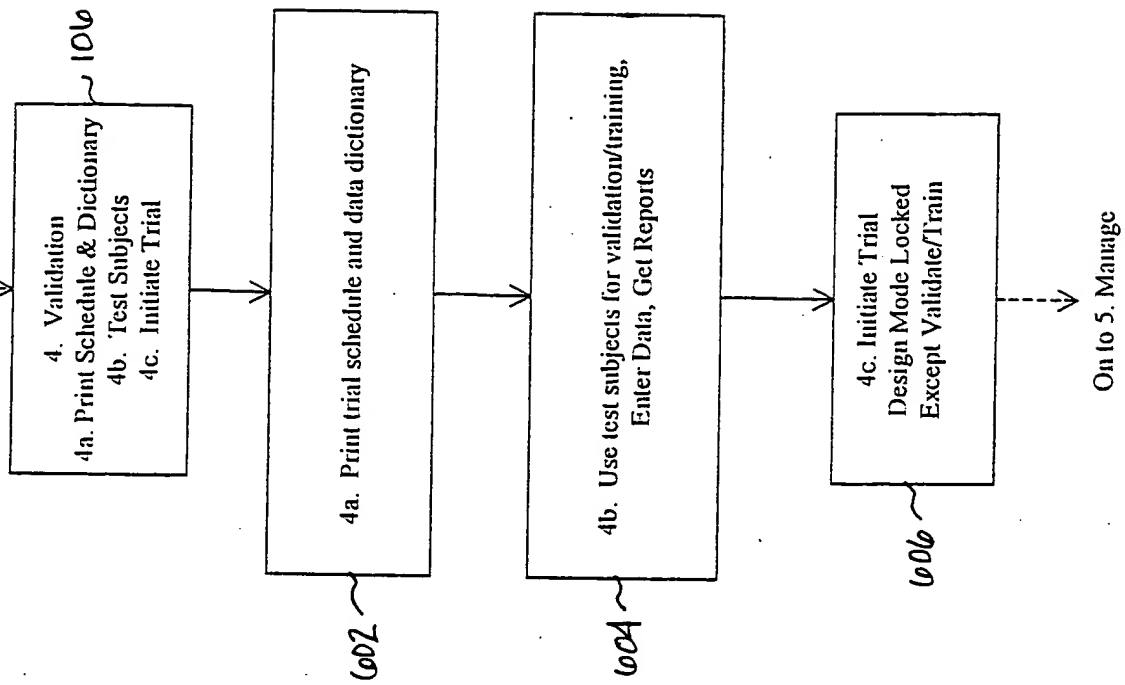 106
4. Validation
4a. Print Schedule & Dictionary
4b. Test Subjects
4c. Initiate Trial
602
4a. Print trial schedule and data dictionary
604
4b. Use test subjects for validation/training,
Enter Data, Get Reports
606
4c. Initiate Trial
Design Mode Locked
Except Validate/Train
On to 5. Manage